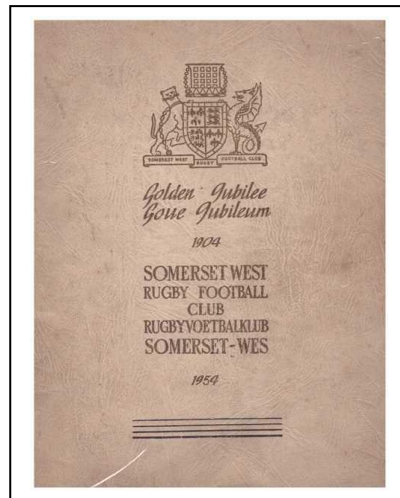 SOMERSET WEST RUGBY FOOTBALL CLUB
Golden Jubilee
Goue Jubileum
1904
SOMERSET WEST
RUGBY FOOTBALL
CLUB
RUGBYVOETBALKLUB
SOMERSET-WES
1954